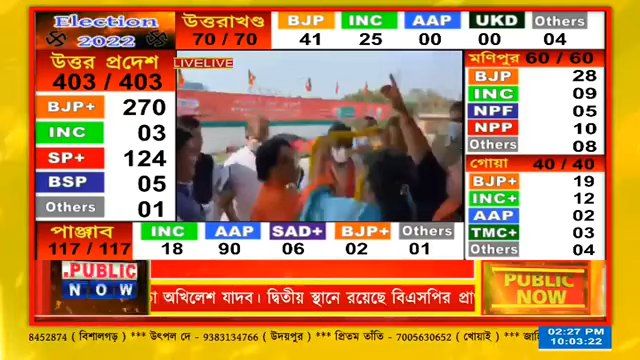 Election 2022
উত্তরাখণ্ড 70 / 70
BJP INC AAP UKD Others
41 25 00 00 04
উত্তর প্রদেশ
403 / 403
BJP+ 270
INC 03
SP+ 124
BSP 05
Others 01
LIVELIVE
মণিপুর 60 / 60
BJP 28
INC 09
NPF 05
NPP 10
Others 08
গোয়া 40 / 40
BJP+ 19
INC+ 12
AAP 02
TMC+ 03
Others 04
পাঞ্জাব 117 / 117
INC AAP SAD+ BJP+ Others
18 90 06 02 01
PUBLIC NOW
অখিলেশ যাদব। দ্বিতীয় স্থানে রয়েছে বিএসপির
PUBLIC NOW
8452874 ( বিশালগড় ) *** উৎপল দে - 9383134766 ( উদয়পুর ) *** প্রিতম তাঁতি - 7005630652 ( খোয়াই ) ***
02:27 PM
10:03:22